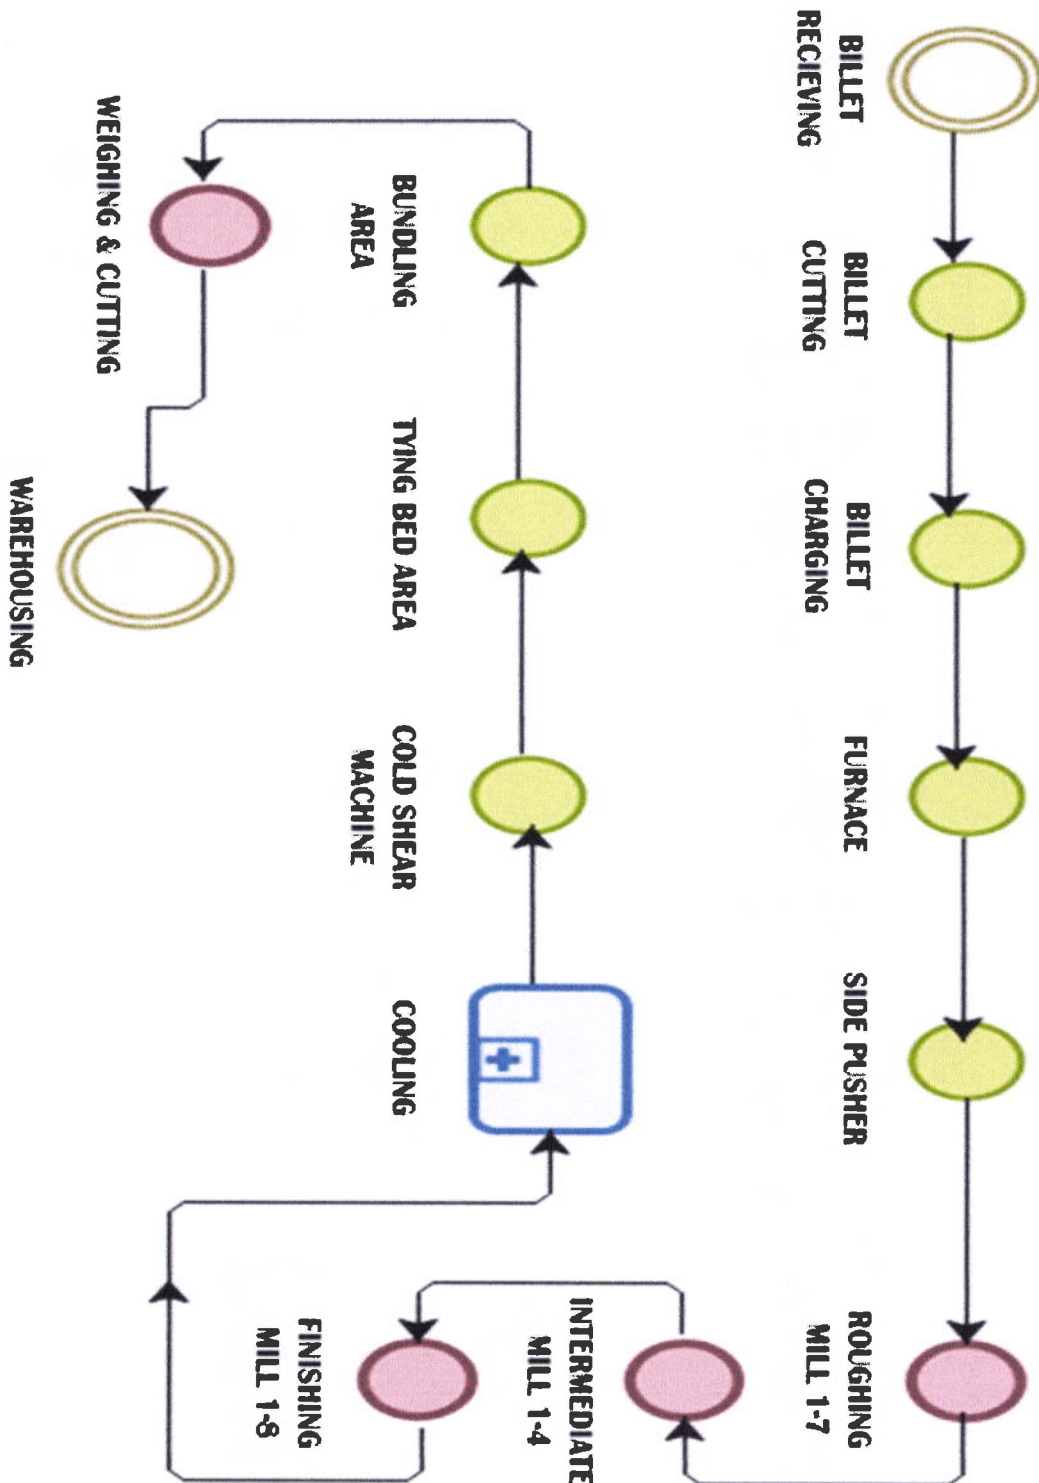 BILLET
RECIEVING
BILLET
CUTTING
BILLET
CHARGING
FURNACE
SIDE PUSHER
ROUGHING
MILL 1-7
INTERMEDIATE
MILL 1-4
FINISHING
MILL 1-8
COOLING
COLD SHEAR
MACHINE
TYING BED AREA
BUNDLING
AREA
WEIGHING & CUTTING
WAREHOUSING